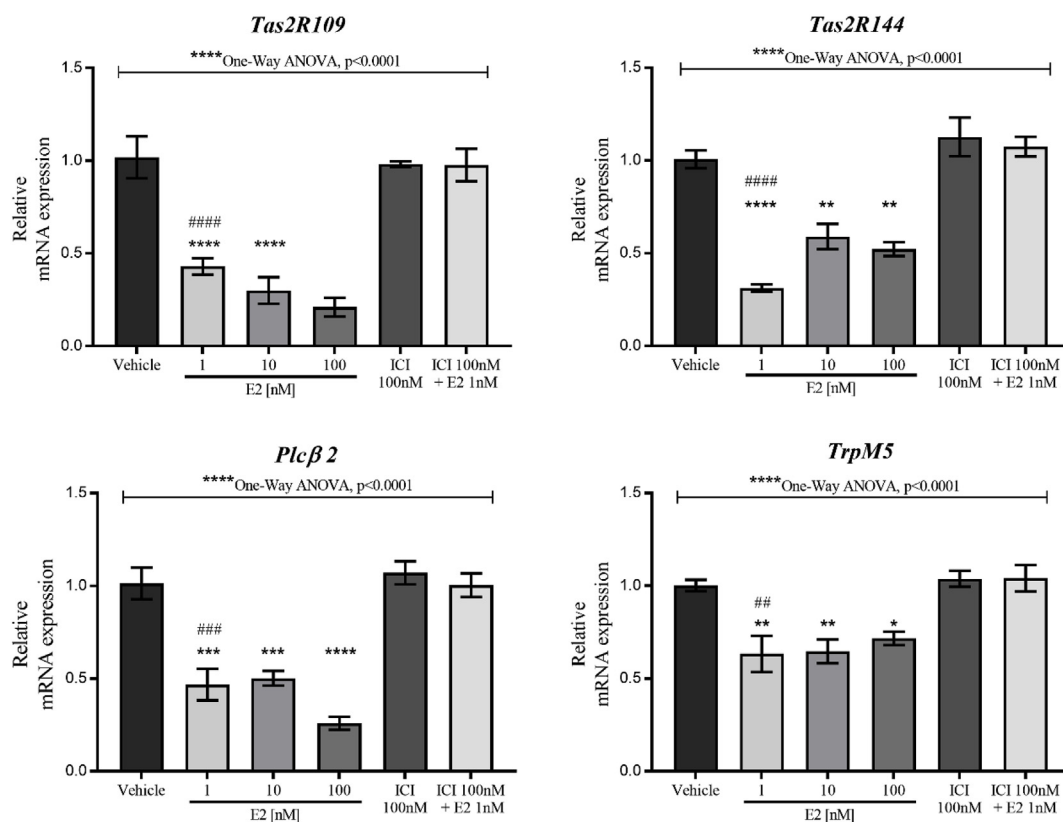 Tas2R109
****One-Way ANOVA, p<0.0001
Relative
mRNA expression
1.5
1.0
0.5
0.0
####
****
****
Vehicle
1
10
100
ICI
100nM
ICI 100nM
+ E2 1nM
E2 [nM]
Tas2R144
****One-Way ANOVA, p<0.0001
Relative
mRNA expression
1.5
1.0
0.5
0.0
####
****
**
**
Vehicle
1
10
100
ICI
100nM
ICI 100nM
+ E2 1nM
E2 [nM]
Plcβ 2
****One-Way ANOVA, p<0.0001
Relative
mRNA expression
1.5
1.0
0.5
0.0
###
***
***
****
Vehicle
1
10
100
ICI
100nM
ICI 100nM
+ E2 1nM
E2 [nM]
TrpM5
****One-Way ANOVA, p<0.0001
Relative
mRNA expression
1.5
1.0
0.5
0.0
##
**
**
*
Vehicle
1
10
100
ICI
100nM
ICI 100nM
+ E2 1nM
E2 [nM]